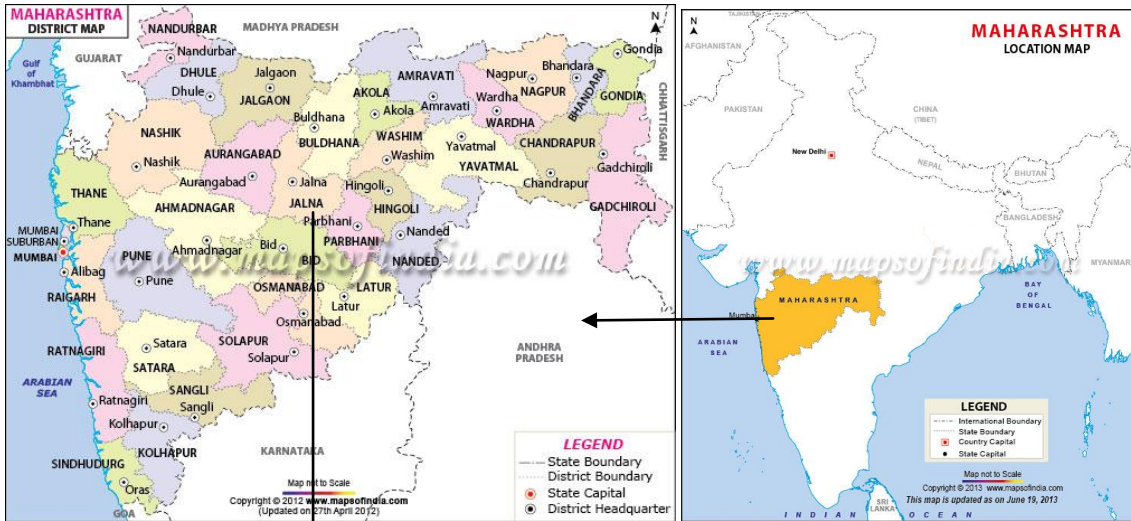 MAHARASHTRA
DISTRICT MAP
MADHYA PRADESH
N
GUJARAT
Gulf
of
Khambhat
NANDURBAR
Nandurbar
DHULE
Dhule
Jalgaon
JALGAON
Buldhana
BULDHANA
AKOLA
Akola
AMRAVATI
Amravati
Nagpur
NAGPUR
Wardha
WARDHA
Bhandara
BHANDARA
Gondia
GONDIA
CHHATTISGARH
NASHIK
Nashik
AURANGABAD
Aurangabad
Jalna
JALNA
WASHIM
Washim
Yavatmal
YAVATMAL
CHANDRAPUR
Chandrapur
Gadchiroli
GADCHIROLI
Hingoli
HINGOLI
Parbhani
PARBHANI
Nanded
NANDED
THANE
Thane
MUMBAI
SUBURBAN
MUMBAI
AHMADNAGAR
Ahmadnagar
Bid
BID
www.mapsofindia.com
PUNE
Pune
Alibag
RAIGARH
OSMANABAD
Osmanabad
LATUR
Latur
SOLAPUR
Solapur
Satara
SATARA
RATNAGIRI
Ratnagiri
ARABIAN
SEA
SANGLI
Sangli
Kolhapur
KOLHAPUR
SINDHUDURG
Oras
GOA
KARNATAKA
ANDHRA
PRADESH
Map not to Scale
Copyright © 2012 www.mapsofindia.com
(Updated on 27th April 2012)
LEGEND
State Boundary
District Boundary
State Capital
District Headquarter
N
MAHARASHTRA
LOCATION MAP
TAJIKISTAN
AFGHANISTAN
PAKISTAN
CHINA
(TIBET)
New Delhi
NEPAL
BHUTAN
BANGLADESH
MYANMAR
www.mapsofindia.com
MAHARASHTRA
Mumbai
ARABIAN
SEA
BAY
OF
BENGAL
LEGEND
International Boundary
State Boundary
Country Capital
State Capital
Map not to Scale
Copyright © 2013 www.mapsofindia.com
This map is updated as on June 19, 2013
SRI
LANKA
INDIAN OCEAN